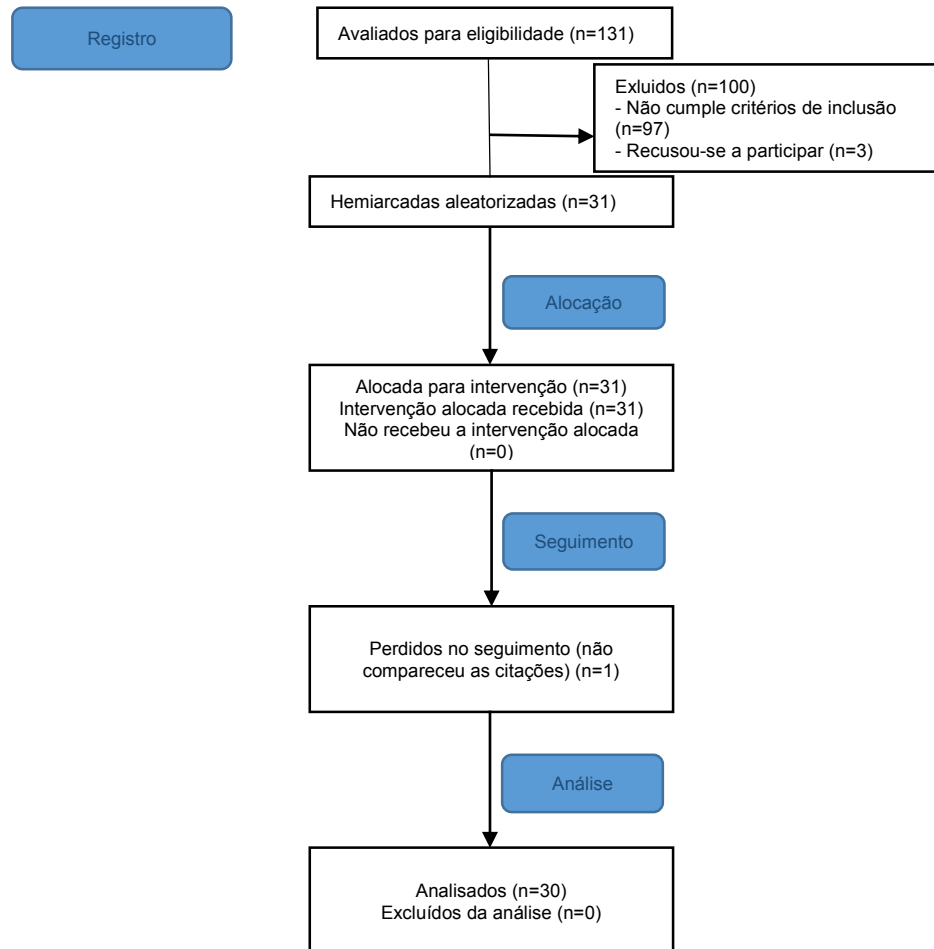 Registro
Avaliados para eligibilidade (n=131)
Exluidos (n=100)
- Não cumple critérios de inclusão
(n=97)
- Recusou-se a participar (n=3)
Hemiarcadas aleatorizadas (n=31)
Alocação
Alocada para intervenção (n=31)
Intervenção alocada recebida (n=31)
Não recebeu a intervenção alocada
(n=0)
Seguimento
Perdidos no seguimento (não
compareceu as citações) (n=1)
Análise
Analisados (n=30)
Excluídos da análise (n=0)